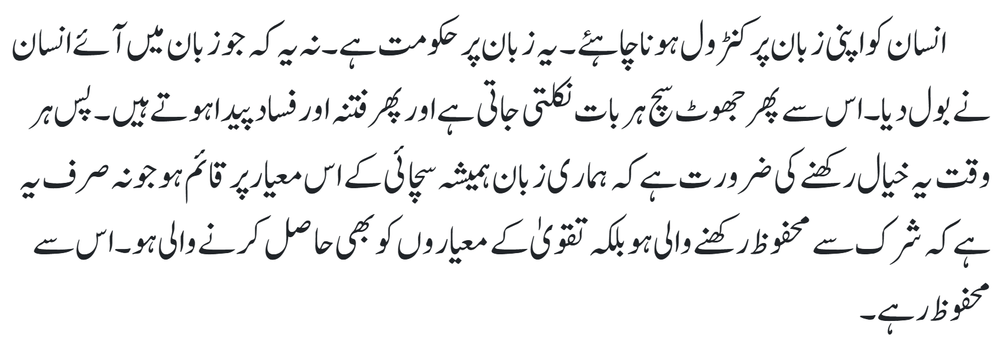 انسان کو اپنی زبان پر کنٹرول ہونا چاہئے۔ یہ زبان پر حکومت ہے۔ نہ یہ کہ جو زبان میں آئے انسان
نے بول دیا۔ اس سے پھر جھوٹ سچ ہر بات نکلتی جاتی ہے اور پھر فتنہ اور فساد پیدا ہوتے ہیں۔ پس ہر
وقت یہ خیال رکھنے کی ضرورت ہے کہ ہماری زبان ہمیشہ سچائی کے اس معیار پر قائم ہو جو نہ صرف یہ
ہے کہ شرک سے محفوظ رکھنے والی ہو بلکہ تقویٰ کے معیاروں کو بھی حاصل کرنے والی ہو۔ اس سے
محفوظ رہے۔